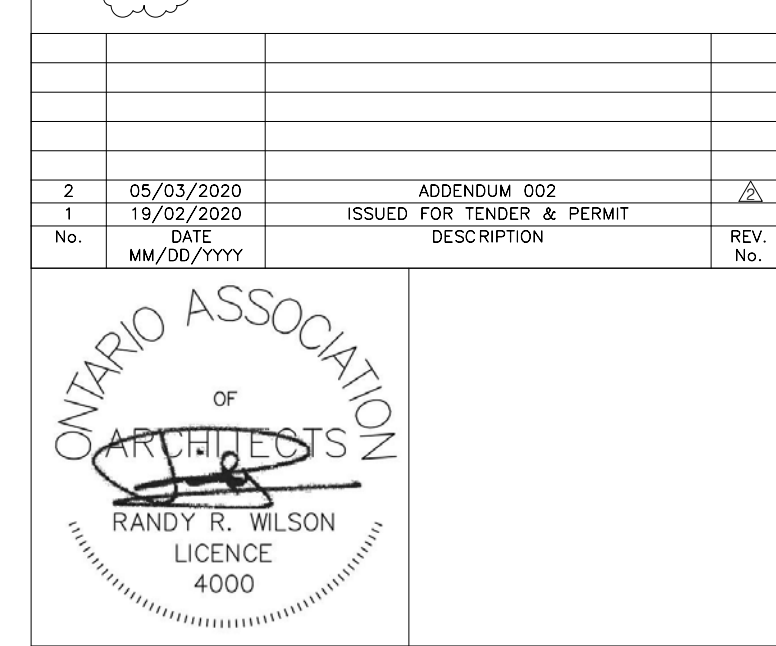 2 05/03/2020 ADDENDUM 002 2
1 19/02/2020 ISSUED FOR TENDER & PERMIT
No. DATE DESCRIPTION REV.
MM/DD/YYYY No.
ONTARIO ASSOCIATION
OF
ARCHITECTS
RANDY R. WILSON
LICENCE
4000